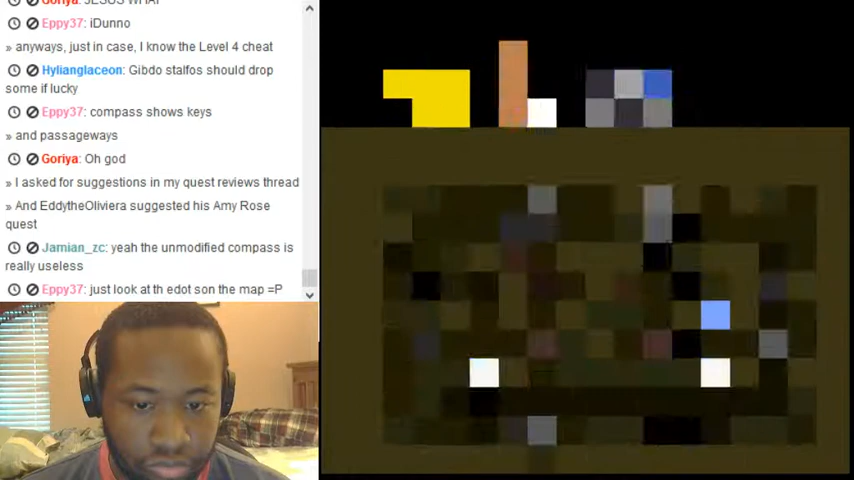 Goriya: JESUS WHAT
Eppy37: iDunno
» anyways, just in case, I know the Level 4 cheat
Hylianglaceon: Gibdo stalfos should drop
some if lucky
Eppy37: compass shows keys
» and passageways
Goriya: Oh god
» I asked for suggestions in my quest reviews thread
» And EddytheOliviera suggested his Amy Rose
quest
Jamian_zc: yeah the unmodified compass is
really useless
Eppy37: just look at th edot son the map =P